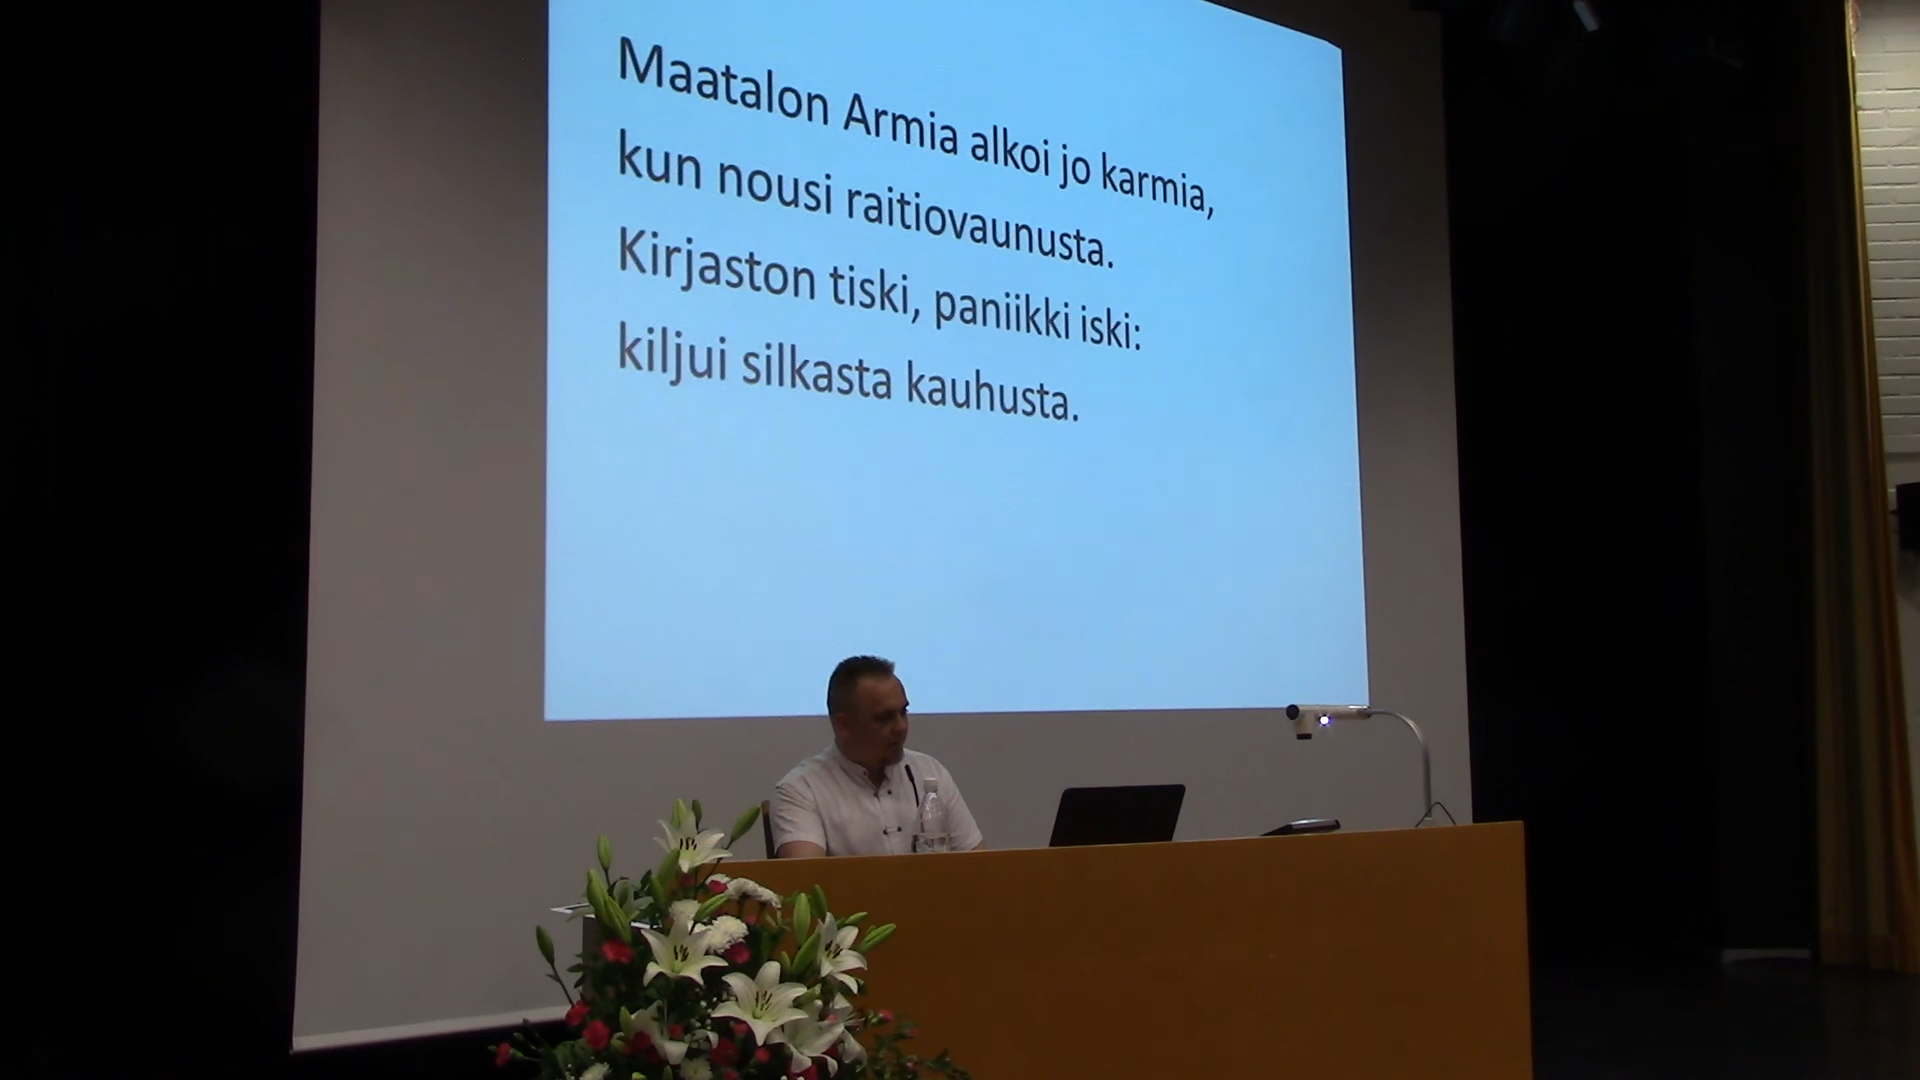 Maatalon Armia alkoi jo karmia,
kun nousi raitiovaunusta.
Kirjaston tiski, paniikki iski:
kiljui silkasta kauhusta.